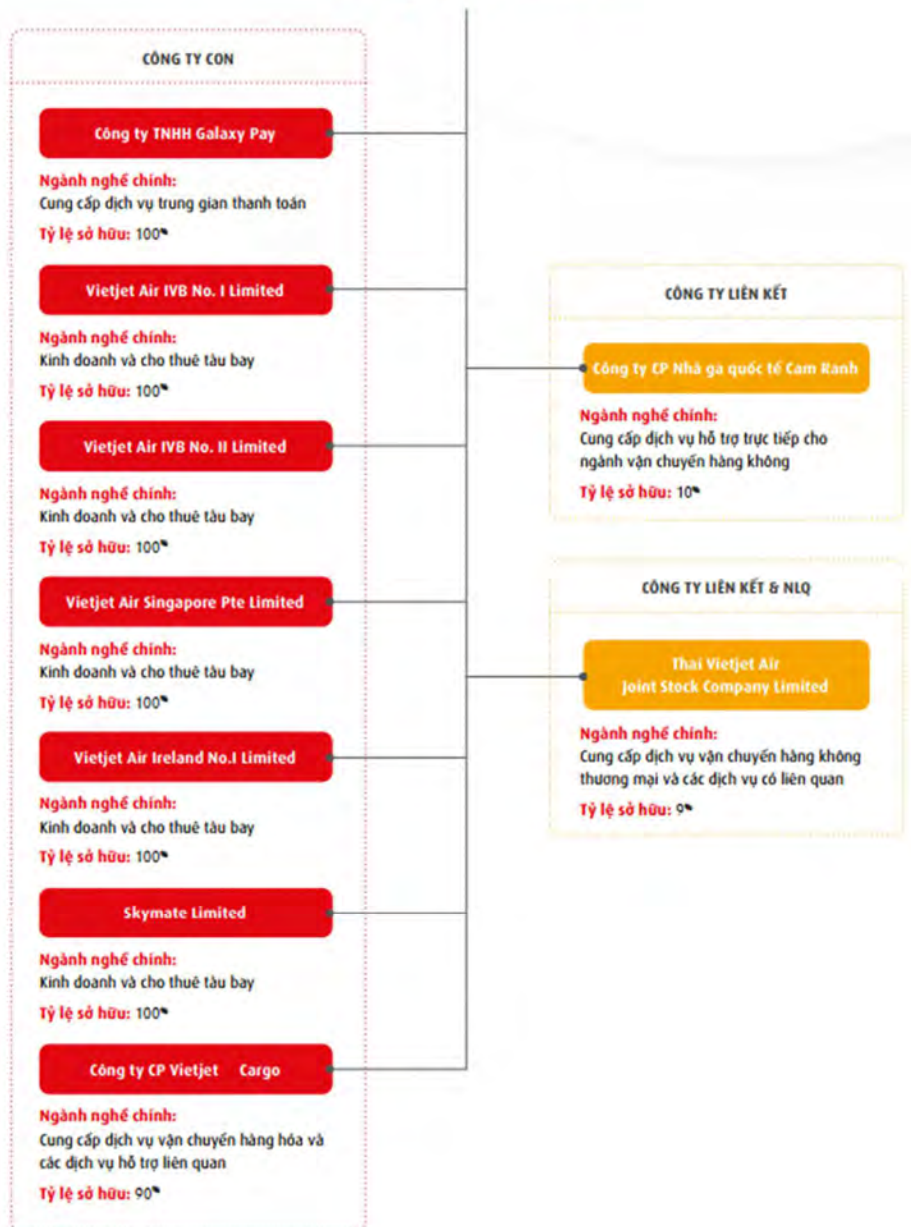 CÔNG TY CON
Công ty TNHH Galaxy Pay
Ngành nghề chính:
Cung cấp dịch vụ trung gian thanh toán
Tỷ lệ sở hữu: 100%
Vietjet Air IVB No. I Limited
Ngành nghề chính:
Kinh doanh và cho thuê tàu bay
Tỷ lệ sở hữu: 100%
Vietjet Air IVB No. II Limited
Ngành nghề chính:
Kinh doanh và cho thuê tàu bay
Tỷ lệ sở hữu: 100%
Vietjet Air Singapore Pte Limited
Ngành nghề chính:
Kinh doanh và cho thuê tàu bay
Tỷ lệ sở hữu: 100%
Vietjet Air Ireland No.I Limited
Ngành nghề chính:
Kinh doanh và cho thuê tàu bay
Tỷ lệ sở hữu: 100%
Skymate Limited
Ngành nghề chính:
Kinh doanh và cho thuê tàu bay
Tỷ lệ sở hữu: 100%
Công ty CP Vietjet Cargo
Ngành nghề chính:
Cung cấp dịch vụ vận chuyển hàng hóa và
các dịch vụ hỗ trợ liên quan
Tỷ lệ sở hữu: 90%
CÔNG TY LIÊN KẾT
Công Ty CP Nhà ga quốc tế Cam Ranh
Ngành nghề chính:
Cung cấp dịch vụ hỗ trợ trực tiếp cho
ngành vận chuyển hàng không
Tỷ lệ sở hữu: 10%
CÔNG TY LIÊN KẾT & NLQ
Thai Vietjet Air
Joint Stock Company Limited
Ngành nghề chính:
Cung cấp dịch vụ vận chuyển hàng không
thương mại và các dịch vụ có liên quan
Tỷ lệ sở hữu: 9%